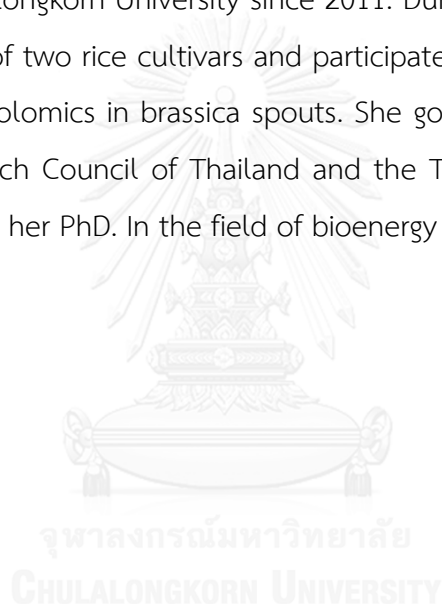 longkorn University since 2011. Du
of two rice cultivars and participate
olomics in brassica spouts. She go
ch Council of Thailand and the T
her PhD. In the field of bioenergy
จุฬาลงกรณ์มหาวิทยาลัย
CHULALONGKORN UNIVERSITY